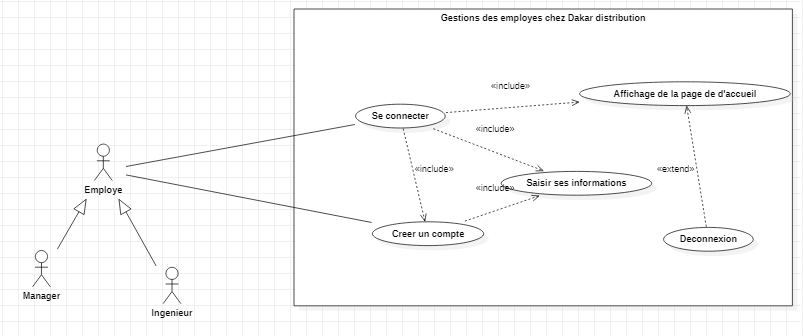 Gestions des employes chez Dakar distribution
«include»
Affichage de la page de d'accueil
Se connecter
«include»
«include»
«extend»
Employe
«include»
Saisir ses informations
Creer un compte
Deconnexion
Manager
Ingenieur